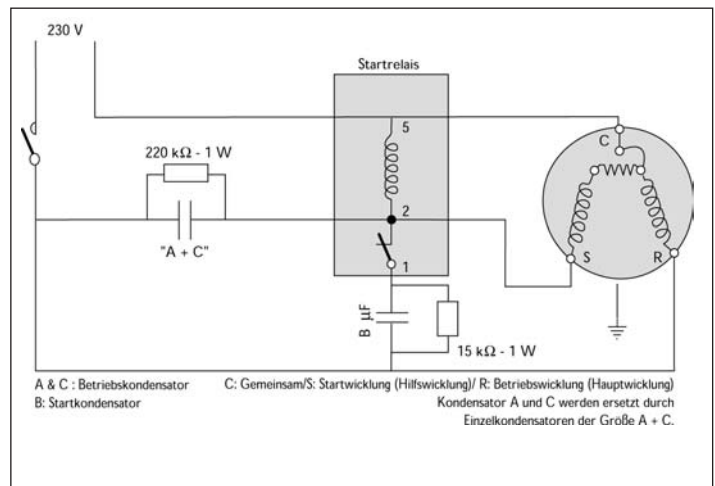 230 V
Startrelais
5
C
220 kΩ - 1 W
2
"A + C"
1
S
R
B µF
15 kΩ - 1 W
A & C : Betriebskondensator
B: Startkondensator
C: Gemeinsam/S: Startwicklung (Hilfswicklung)/ R: Betriebswicklung (Hauptwicklung)
Kondensator A und C werden ersetzt durch
Einzelkondensatoren der Größe A + C.